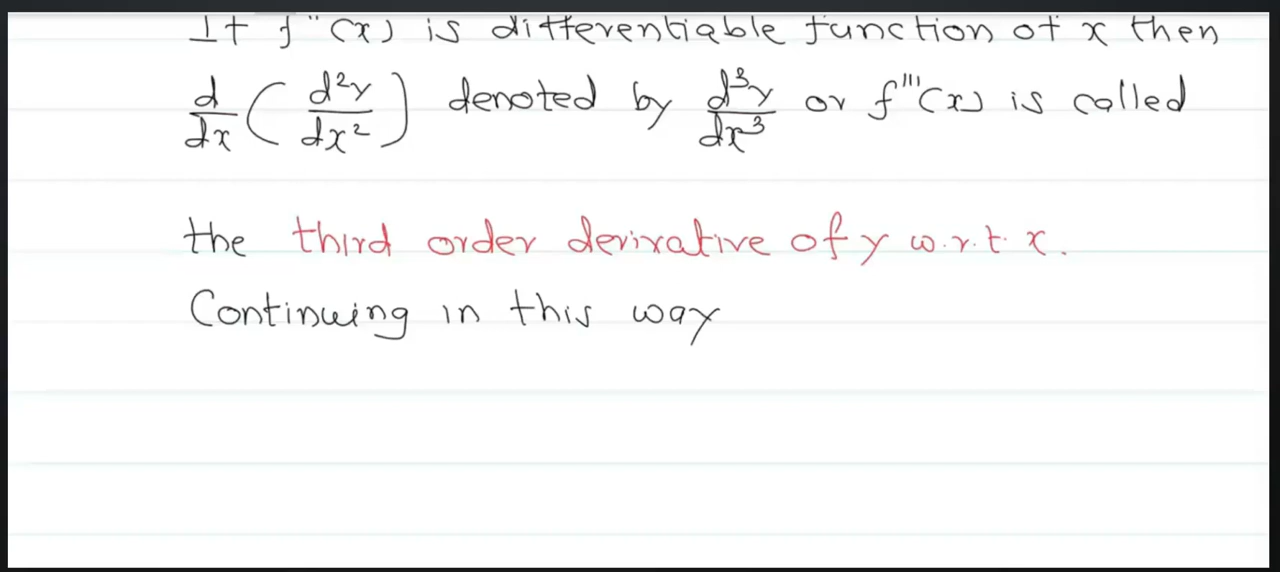 If f"(x) is differentiable function of x then
d/dx (d²y/dx²) denoted by d³y/dx³ or f'''(x) is called
the third order derivative of y w.r.t. x.
Continuing in this way